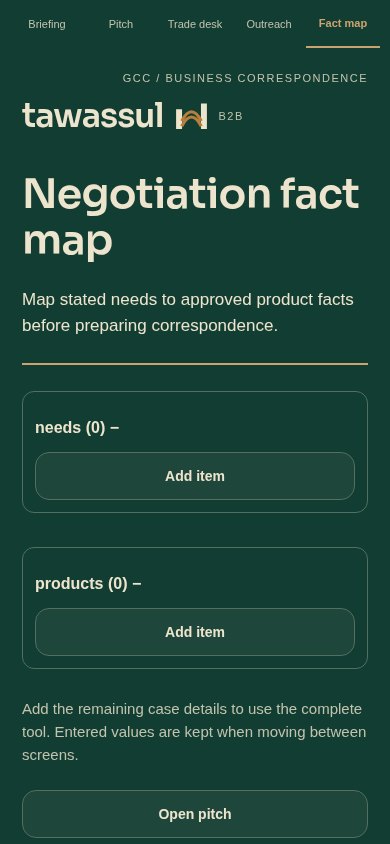 Briefing Pitch Trade desk Outreach Fact map
GCC / BUSINESS CORRESPONDENCE
tawassul B2B
Negotiation fact
map
Map stated needs to approved product facts
before preparing correspondence.
needs (0) –
Add item
products (0) –
Add item
Add the remaining case details to use the complete
tool. Entered values are kept when moving between
screens.
Open pitch